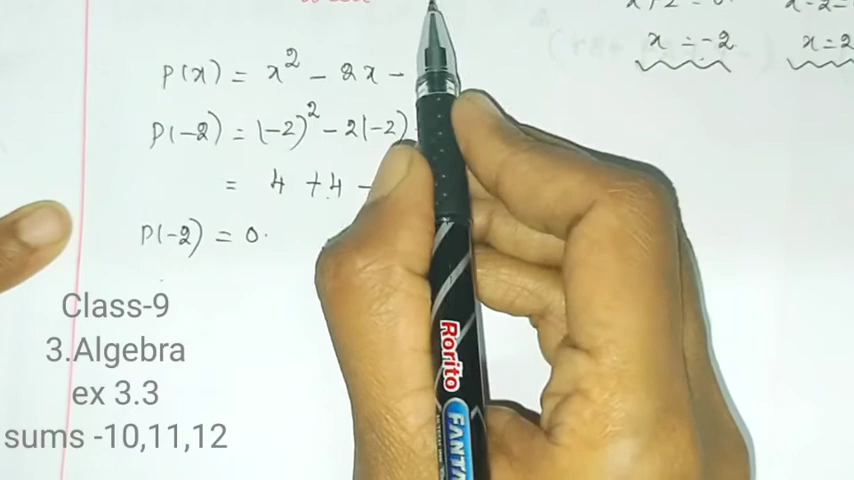 x = -2
x = 2
P(x) = x² - 2x -
P(-2) = (-2)² - 2(-2)
= 4 + 4 -
P(-2) = 0.
Class-9
3.Algebra
ex 3.3
sums -10,11,12
Rorito
FANTA